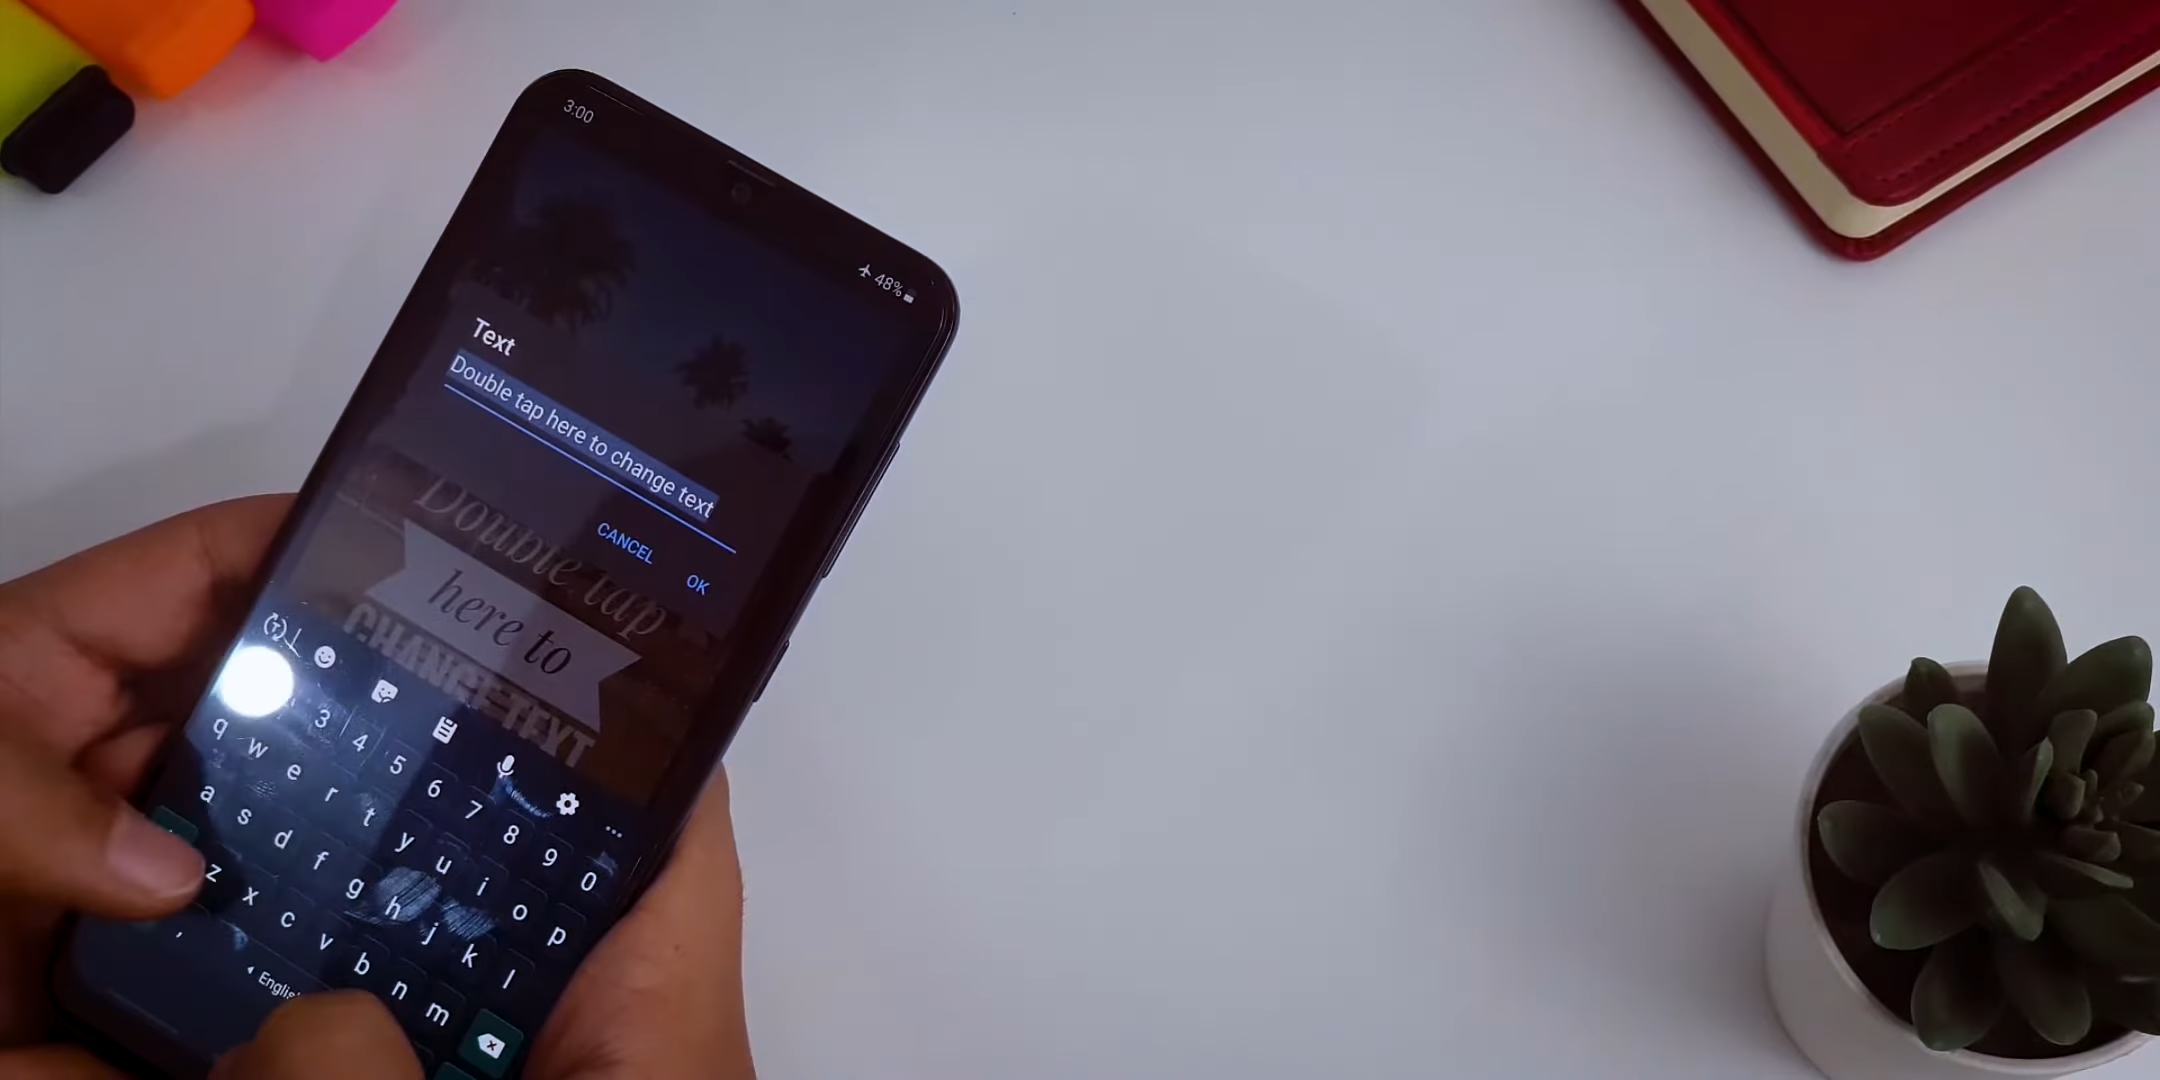 3:00
48%
Text
Double tap here to change text
CANCEL
OK
Double tap
here to
CHANGE TEXT
3 4 5 6 7 8 9 0
q w e r t y u i o p
a s d f g h j k l
z x c v b n m
,
English